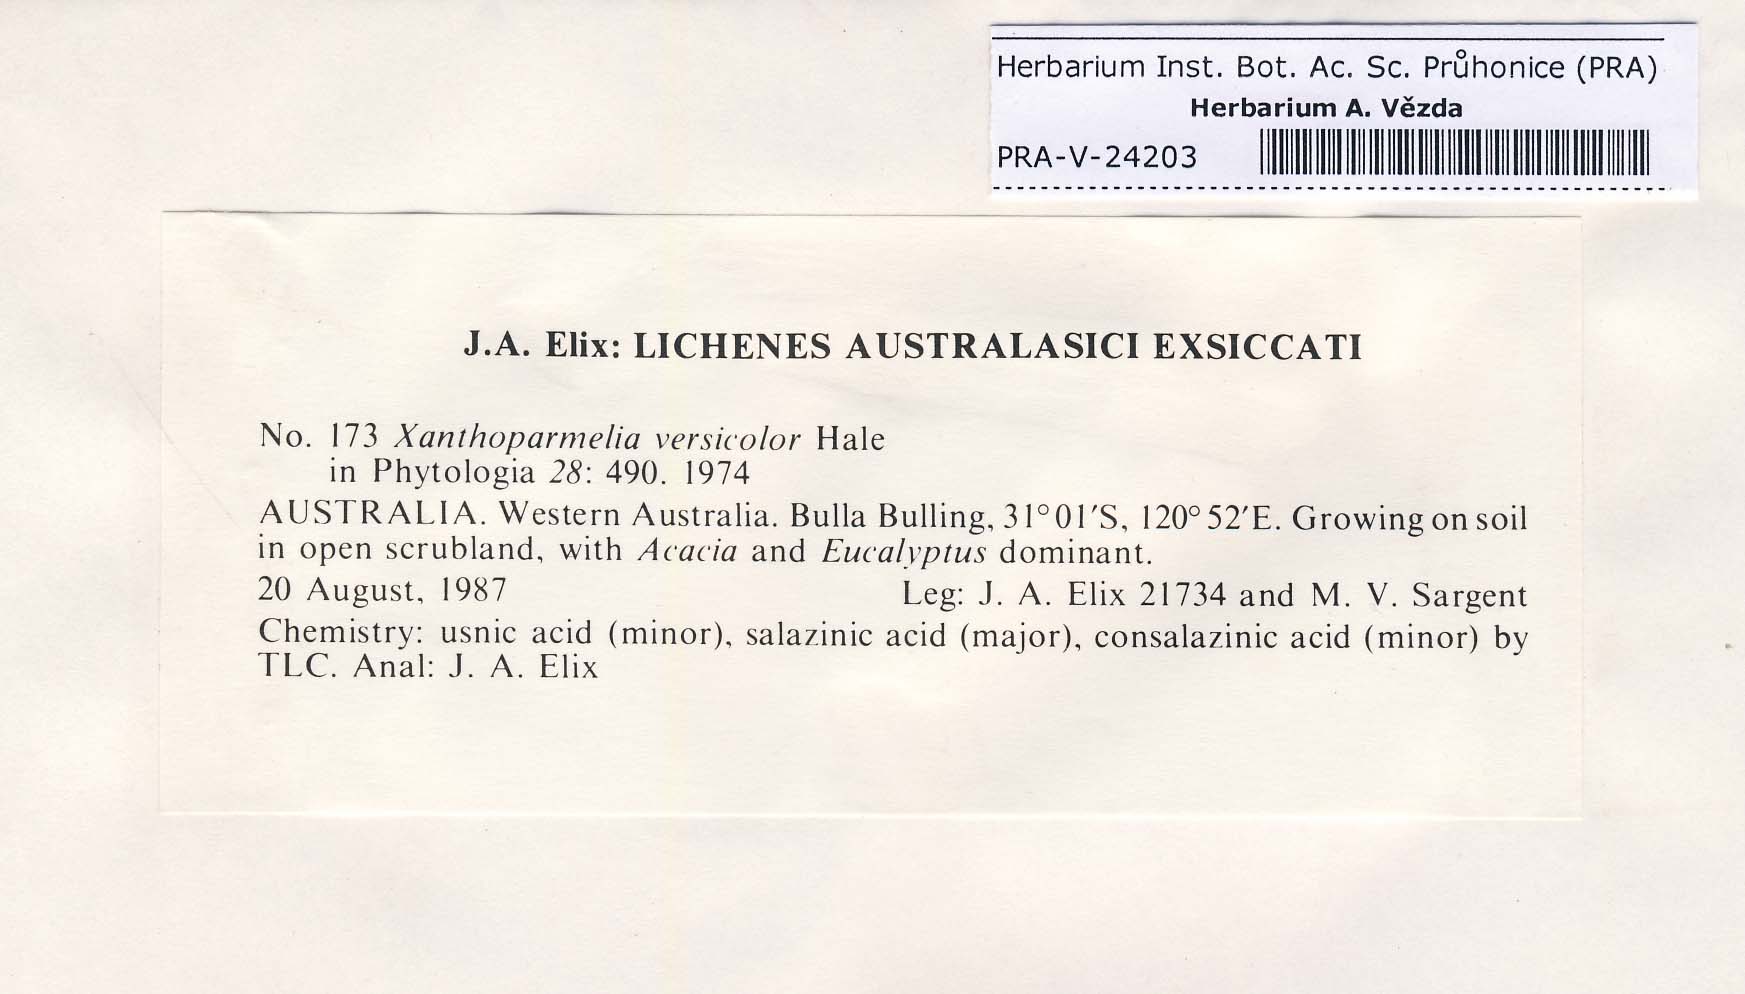 Herbarium Inst. Bot. Ac. Sc. Průhonice (PRA)
Herbarium A. Vězda
PRA-V-24203
J.A. Elix: LICHENES AUSTRALASICI EXSICCATI
No. 173 Xanthoparmelia versicolor Hale
in Phytologia 28: 490. 1974
AUSTRALIA. Western Australia. Bulla Bulling, 31°01′S, 120°52′E. Growing on soil
in open scrubland, with Acacia and Eucalyptus dominant.
20 August, 1987 Leg: J. A. Elix 21734 and M. V. Sargent
Chemistry: usnic acid (minor), salazinic acid (major), consalazinic acid (minor) by
TLC. Anal: J. A. Elix